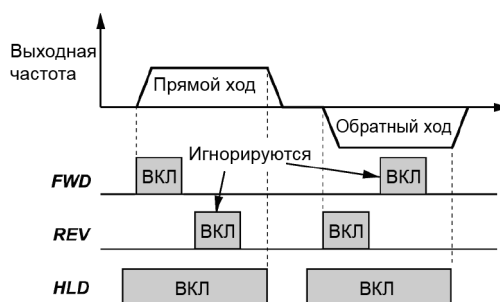 Выходная
частота
Прямой ход
Обратный ход
Игнорируются
FWD
ВКЛ
ВКЛ
REV
ВКЛ
ВКЛ
HLD
ВКЛ
ВКЛ